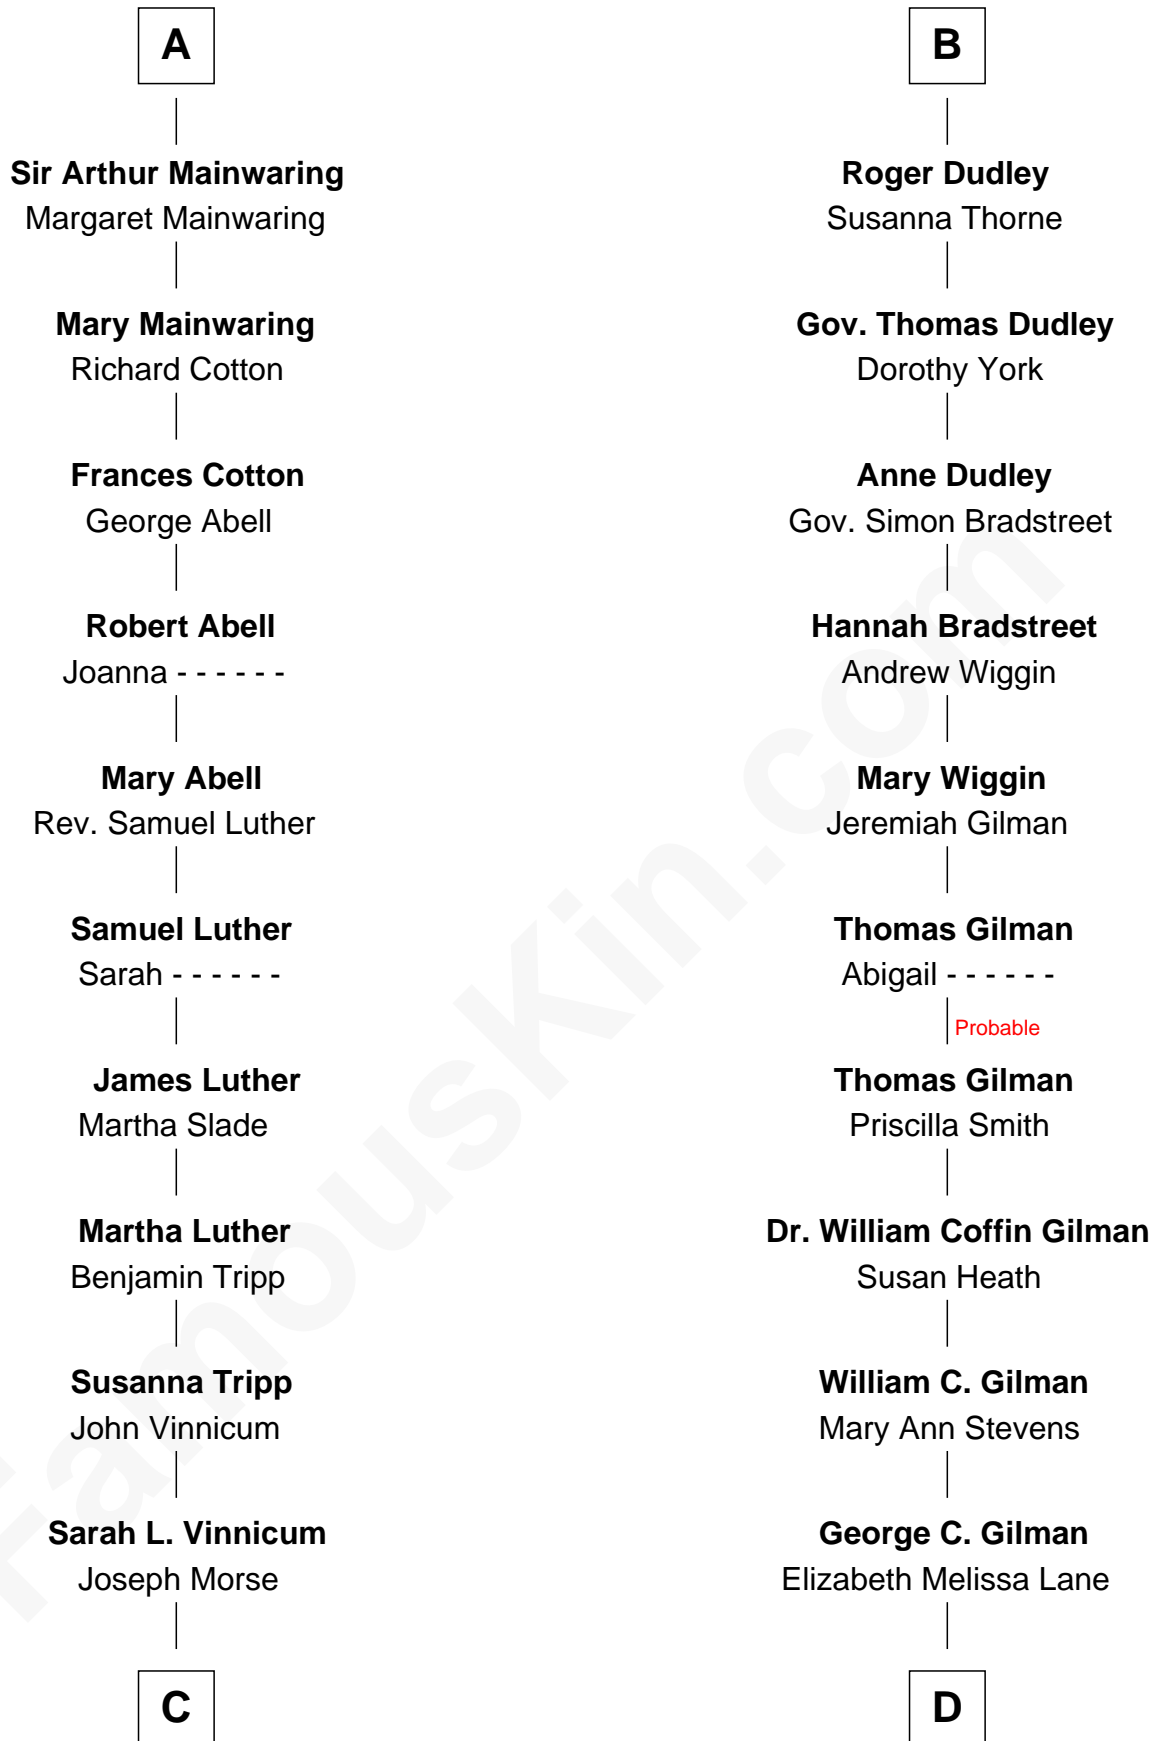 A
Sir Arthur Mainwaring
Margaret Mainwaring
Mary Mainwaring
Richard Cotton
Frances Cotton
George Abell
Robert Abell
Joanna - - - - - -
Mary Abell
Rev. Samuel Luther
Samuel Luther
Sarah - - - - - -
James Luther
Martha Slade
Martha Luther
Benjamin Tripp
Susanna Tripp
John Vinnicum
Sarah L. Vinnicum
Joseph Morse
C
B
Roger Dudley
Susanna Thorne
Gov. Thomas Dudley
Dorothy York
Anne Dudley
Gov. Simon Bradstreet
Hannah Bradstreet
Andrew Wiggin
Mary Wiggin
Jeremiah Gilman
Thomas Gilman
Abigail - - - - - -
Probable
Thomas Gilman
Priscilla Smith
Dr. William Coffin Gilman
Susan Heath
William C. Gilman
Mary Ann Stevens
George C. Gilman
Elizabeth Melissa Lane
D
FamousKin.com